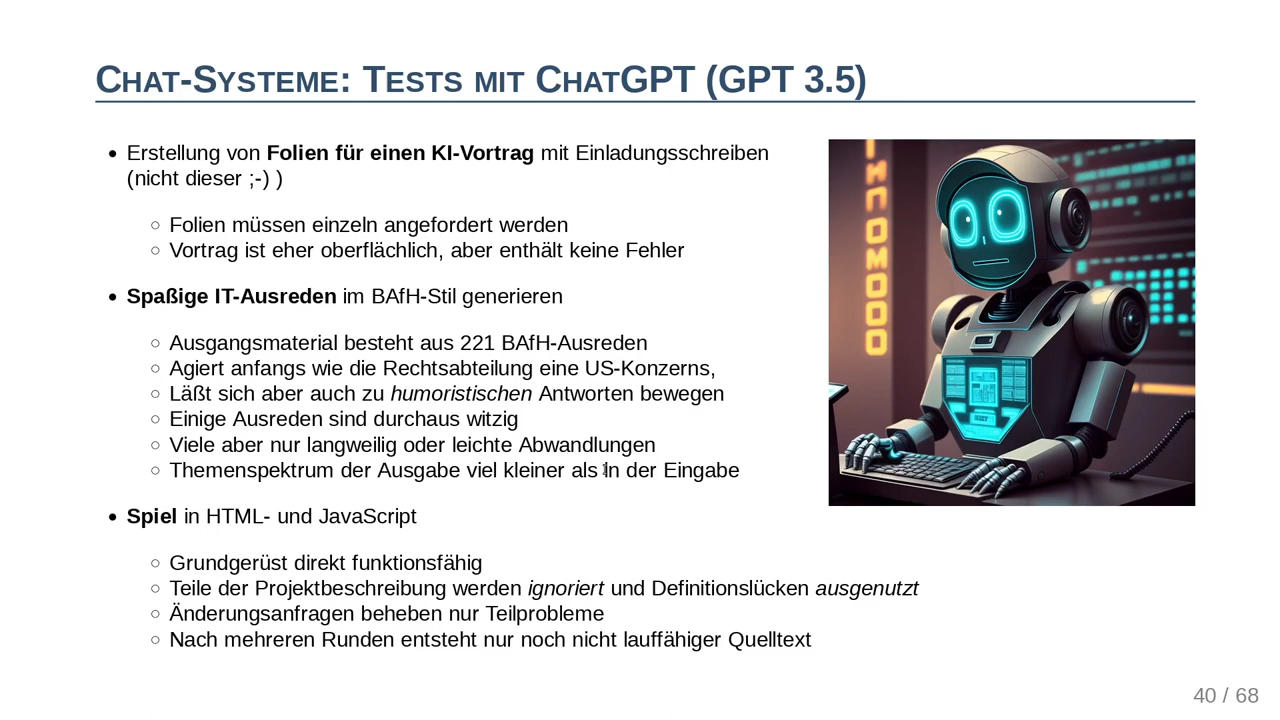 Chat-Systeme: Tests mit ChatGPT (GPT 3.5)
Erstellung von Folien für einen KI-Vortrag mit Einladungsschreiben
(nicht dieser ;-) )
Folien müssen einzeln angefordert werden
Vortrag ist eher oberflächlich, aber enthält keine Fehler
Spaßige IT-Ausreden im BAfH-Stil generieren
Ausgangsmaterial besteht aus 221 BAfH-Ausreden
Agiert anfangs wie die Rechtsabteilung eine US-Konzerns,
Läßt sich aber auch zu humoristischen Antworten bewegen
Einige Ausreden sind durchaus witzig
Viele aber nur langweilig oder leichte Abwandlungen
Themenspektrum der Ausgabe viel kleiner als in der Eingabe
Spiel in HTML- und JavaScript
Grundgerüst direkt funktionsfähig
Teile der Projektbeschreibung werden ignoriert und Definitionslücken ausgenutzt
Änderungsanfragen beheben nur Teilprobleme
Nach mehreren Runden entsteht nur noch nicht lauffähiger Quelltext
40 / 68